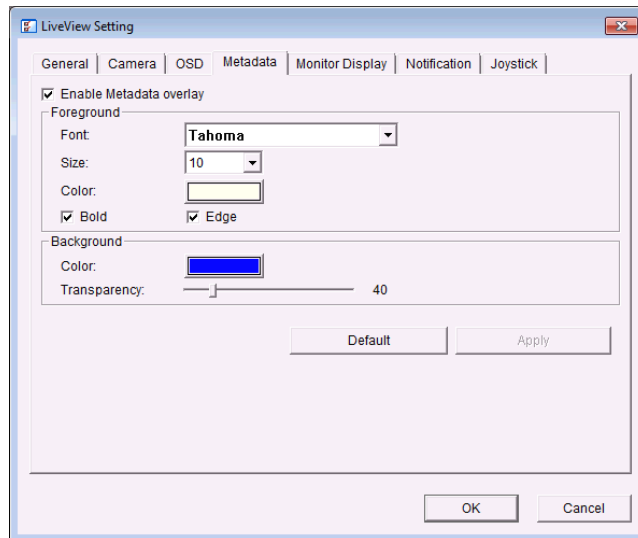 LiveView Setting
General Camera OSD Metadata Monitor Display Notification Joystick
Enable Metadata overlay
Foreground
Font: Tahoma
Size: 10
Color:
Bold Edge
Background
Color:
Transparency: 40
Default Apply
OK Cancel